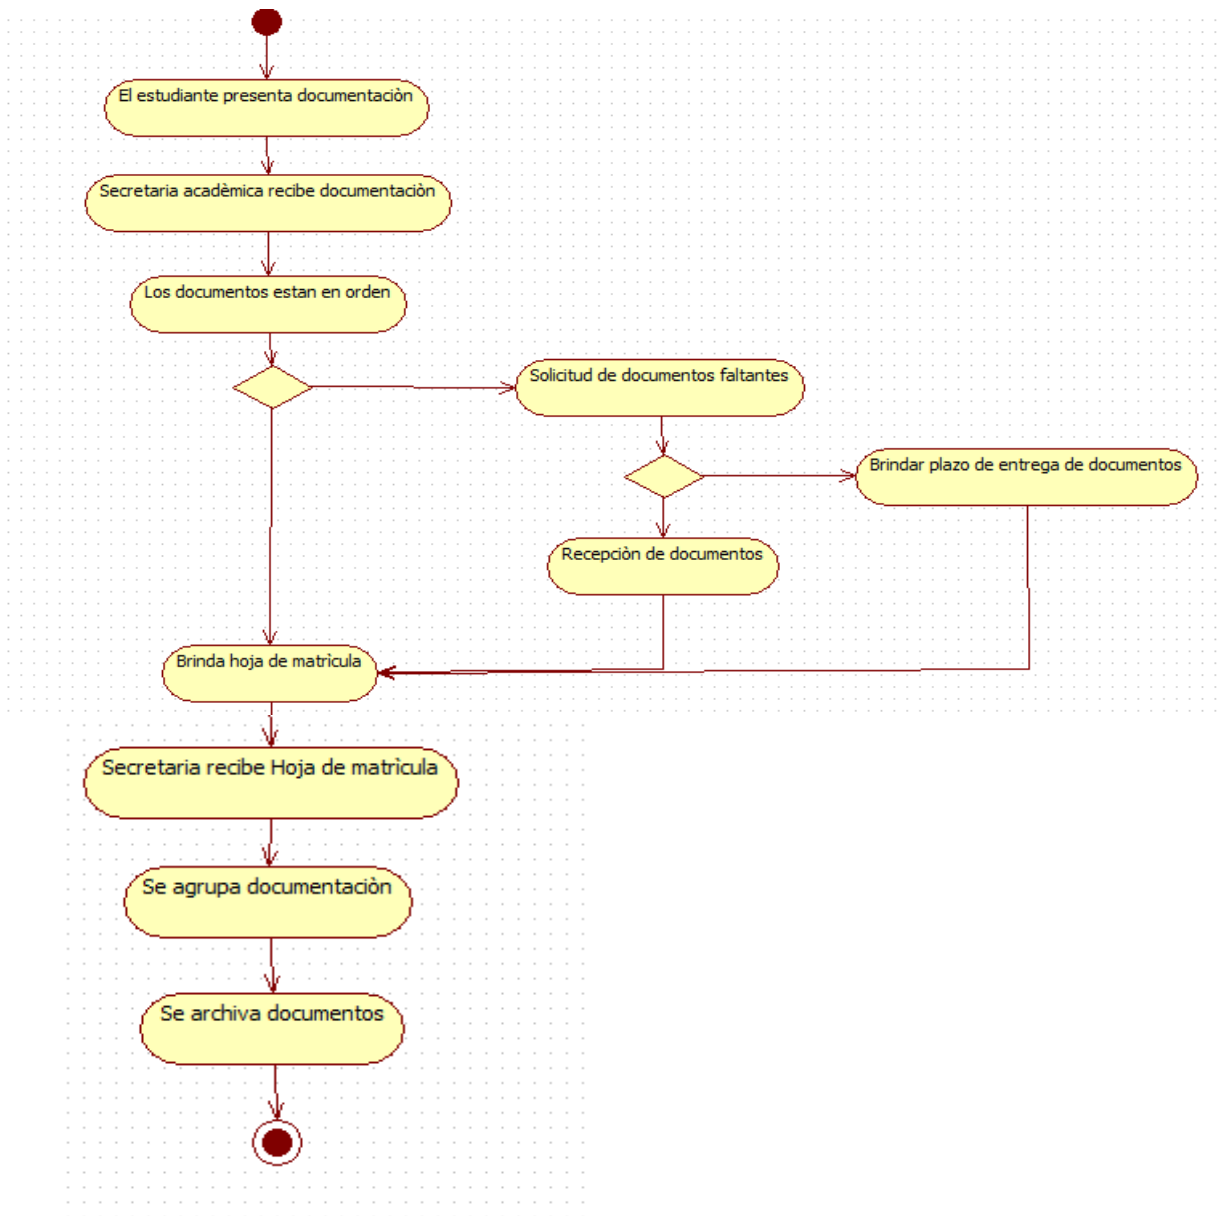 El estudiante presenta documentaciòn
Secretaria acadèmica recibe documentaciòn
Los documentos estan en orden
Solicitud de documentos faltantes
Brindar plazo de entrega de documentos
Recepciòn de documentos
Brinda hoja de matrìcula
Secretaria recibe Hoja de matrìcula
Se agrupa documentaciòn
Se archiva documentos